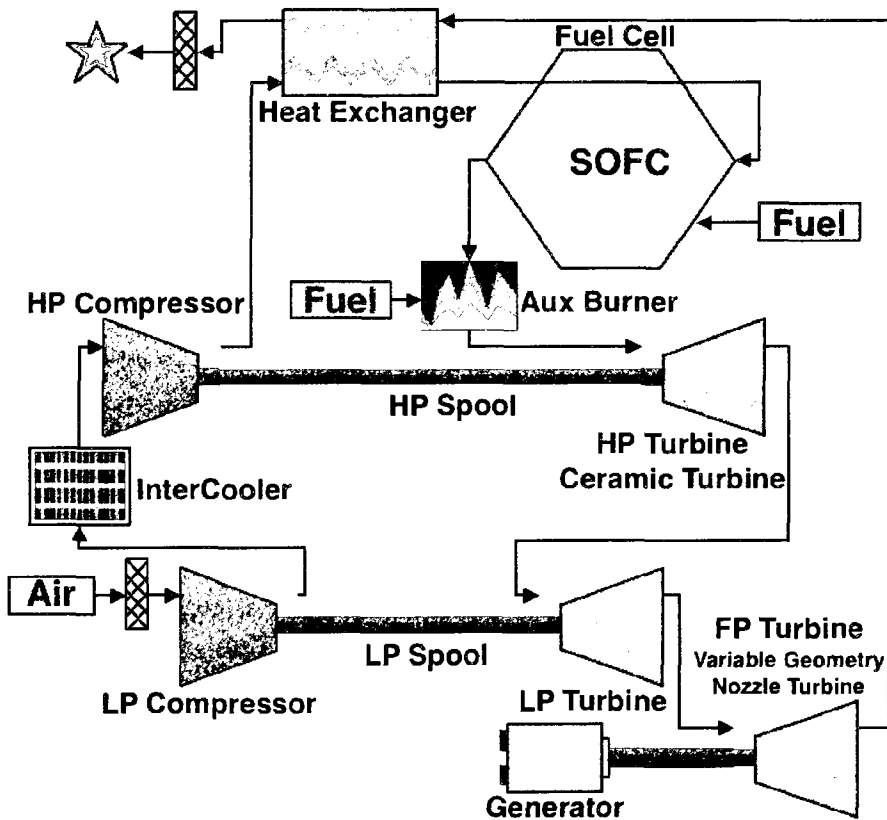 Fuel Cell
Heat Exchanger
SOFC
Fuel
HP Compressor
Fuel
Aux Burner
HP Spool
HP Turbine
Ceramic Turbine
InterCooler
Air
LP Spool
FP Turbine
Variable Geometry
Nozzle Turbine
LP Compressor
LP Turbine
Generator